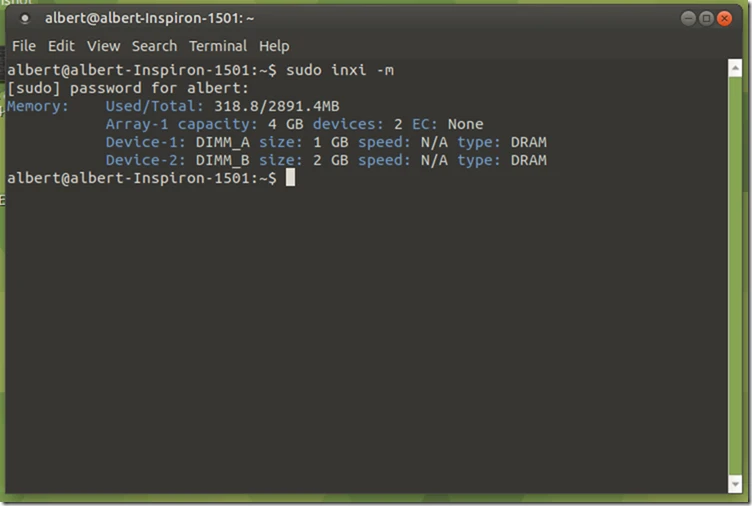 nshot
albert@albert-Inspiron-1501: ~
File Edit View Search Terminal Help
albert@albert-Inspiron-1501:~$ sudo inxi -m
[sudo] password for albert:
Memory:    Used/Total: 318.8/2891.4MB
           Array-1 capacity: 4 GB devices: 2 EC: None
           Device-1: DIMM_A size: 1 GB speed: N/A type: DRAM
           Device-2: DIMM_B size: 2 GB speed: N/A type: DRAM
albert@albert-Inspiron-1501:~$